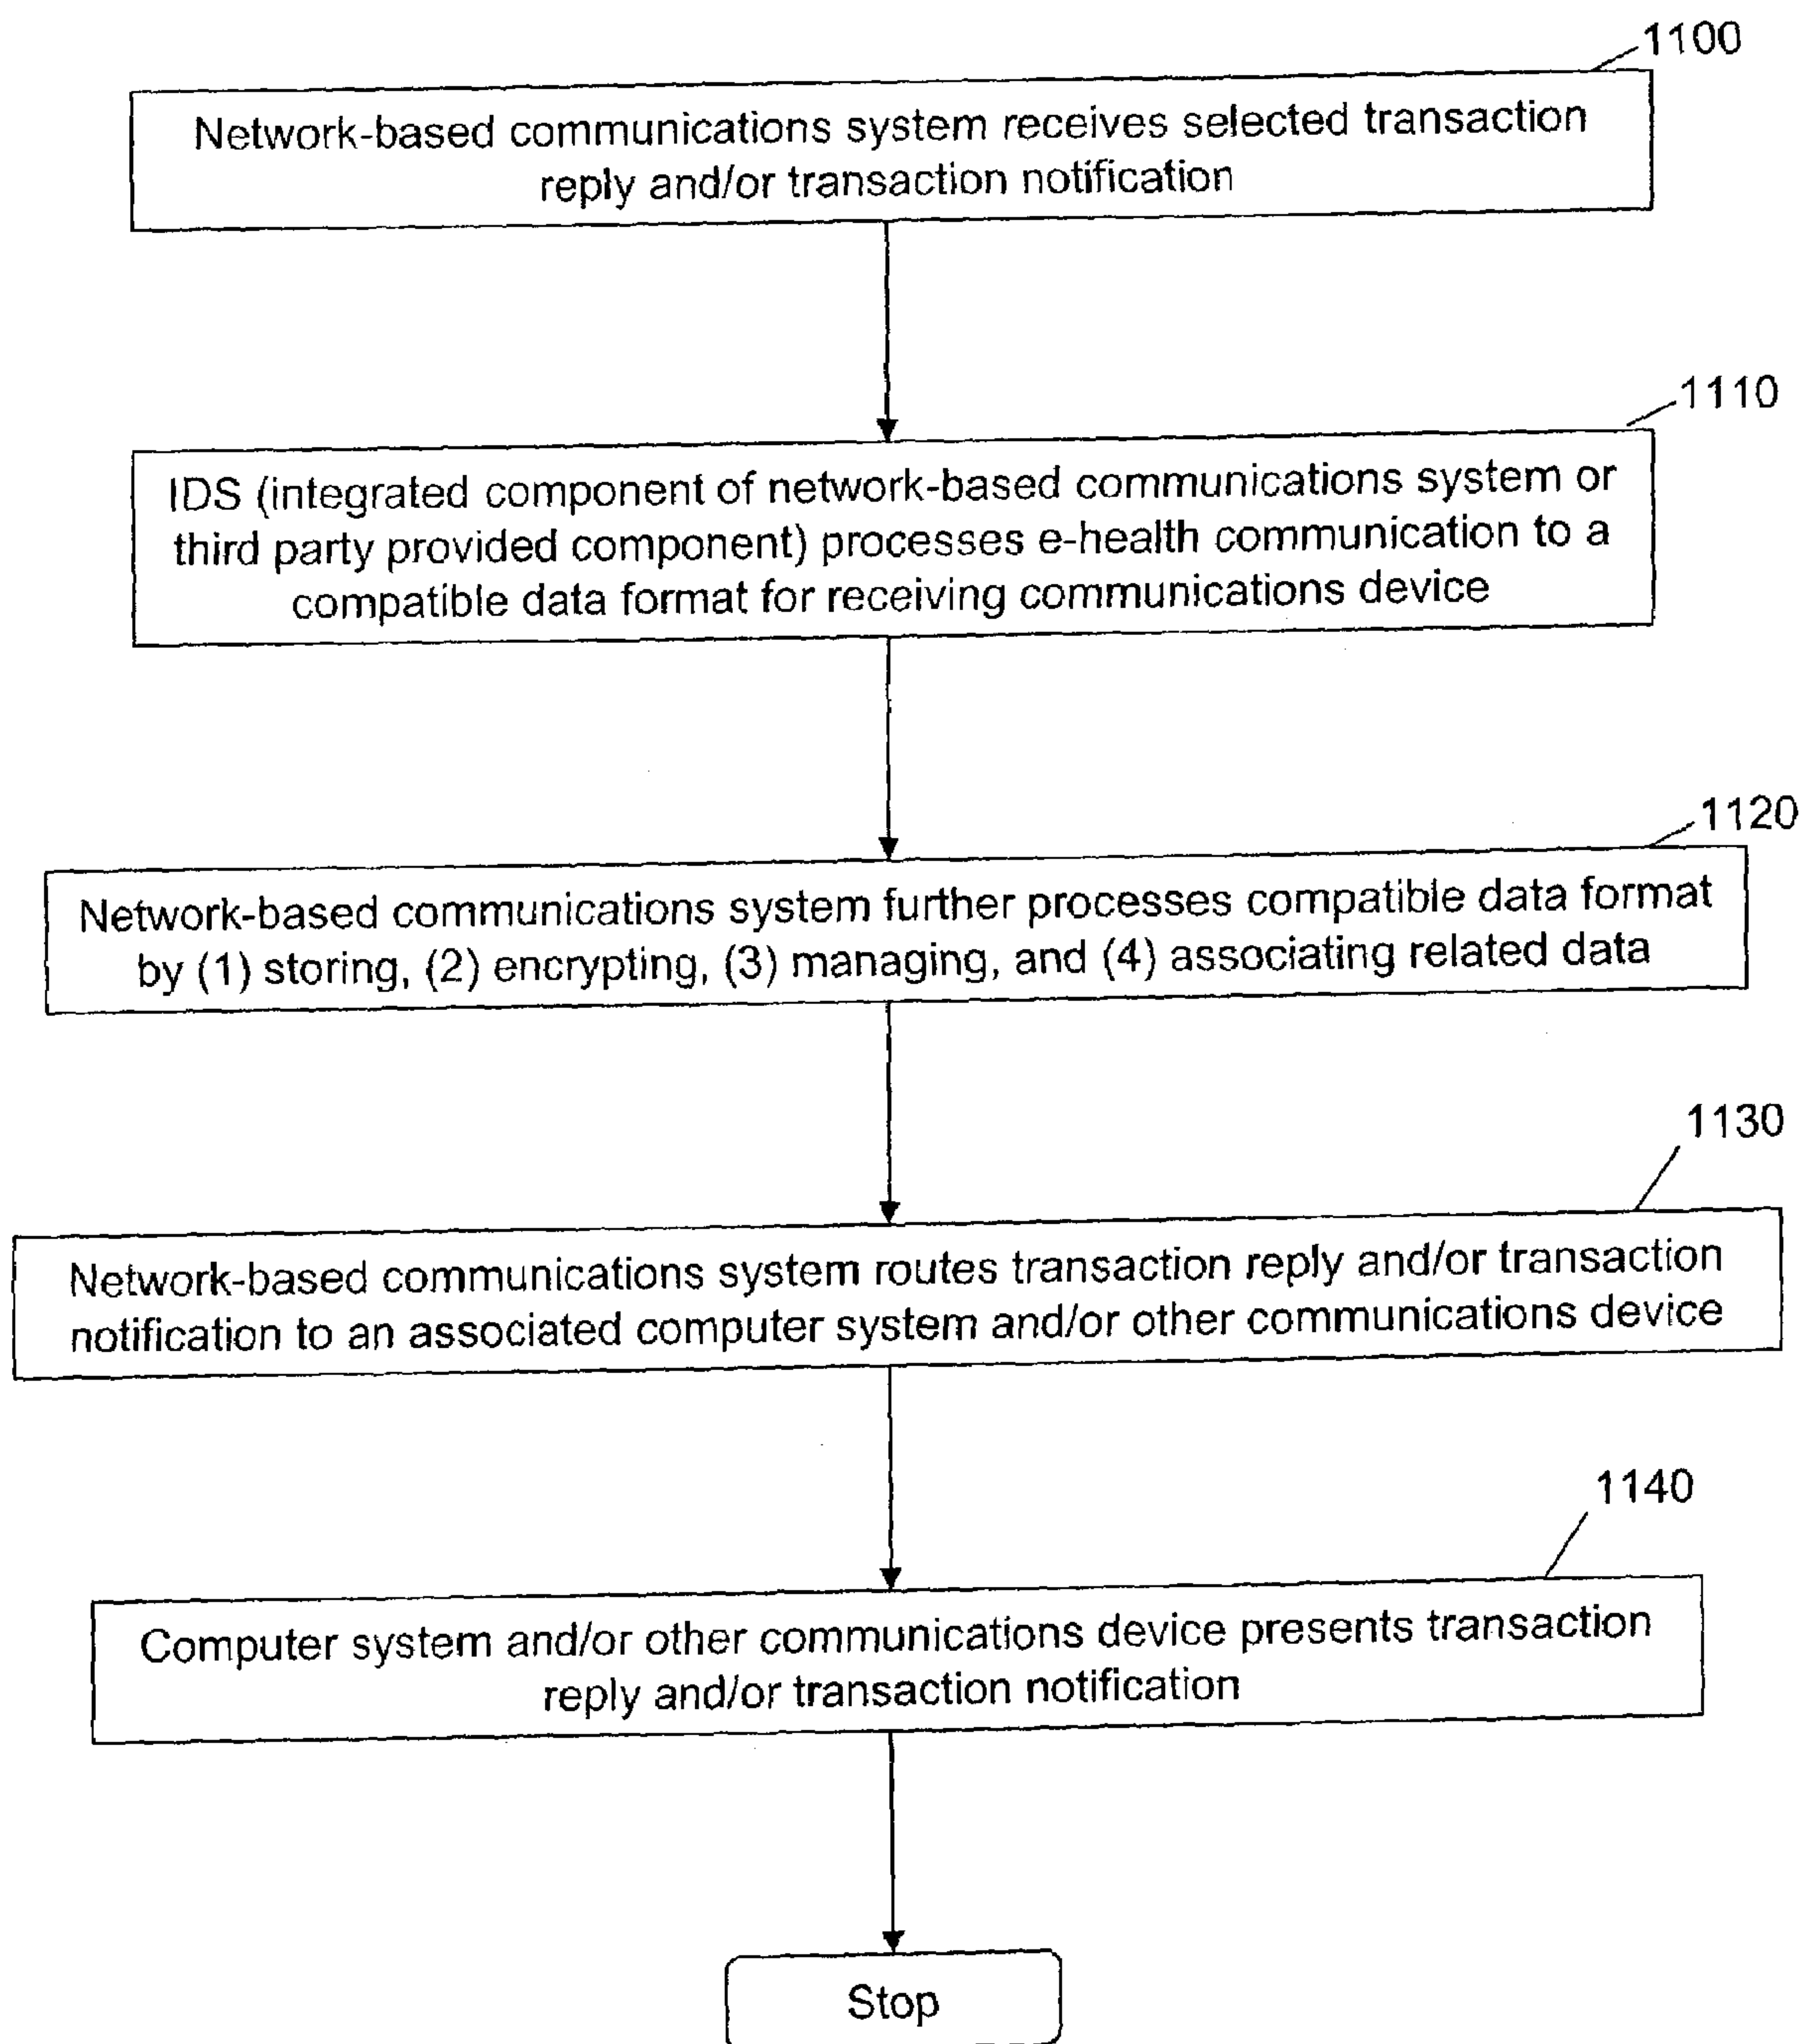 1100
Network-based communications system receives selected transaction
reply and/or transaction notification
1110
IDS (integrated component of network-based communications system or
third party provided component) processes e-health communication to a
compatible data format for receiving communications device
1120
Network-based communications system further processes compatible data format
by (1) storing, (2) encrypting, (3) managing, and (4) associating related data
1130
Network-based communications system routes transaction reply and/or transaction
notification to an associated computer system and/or other communications device
1140
Computer system and/or other communications device presents transaction
reply and/or transaction notification
Stop